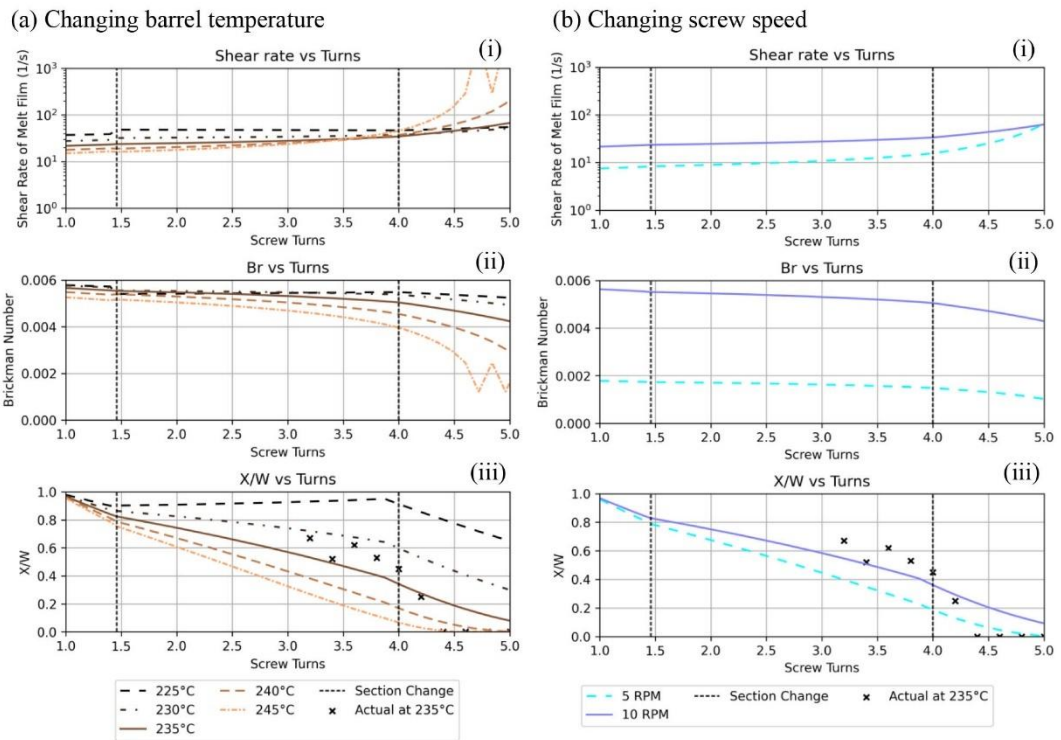 (a) Changing barrel temperature
(i)
Shear rate vs Turns
Shear Rate of Melt Film (1/s)
10³
10²
10¹
10⁰
1.0 1.5 2.0 2.5 3.0 3.5 4.0 4.5 5.0
Screw Turns
(ii)
Br vs Turns
Brickman Number
0.006
0.004
0.002
0.000
1.0 1.5 2.0 2.5 3.0 3.5 4.0 4.5 5.0
Screw Turns
(iii)
X/W vs Turns
X/W
1.0
0.8
0.6
0.4
0.2
0.0
1.0 1.5 2.0 2.5 3.0 3.5 4.0 4.5 5.0
Screw Turns
225°C 240°C Section Change
230°C 245°C Actual at 235°C
235°C
(b) Changing screw speed
(i)
Shear rate vs Turns
Shear Rate of Melt Film (1/s)
10³
10²
10¹
10⁰
1.0 1.5 2.0 2.5 3.0 3.5 4.0 4.5 5.0
Screw Turns
(ii)
Br vs Turns
Brickman Number
0.006
0.004
0.002
0.000
1.0 1.5 2.0 2.5 3.0 3.5 4.0 4.5 5.0
Screw Turns
(iii)
X/W vs Turns
X/W
1.0
0.8
0.6
0.4
0.2
0.0
1.0 1.5 2.0 2.5 3.0 3.5 4.0 4.5 5.0
Screw Turns
5 RPM Section Change Actual at 235°C
10 RPM